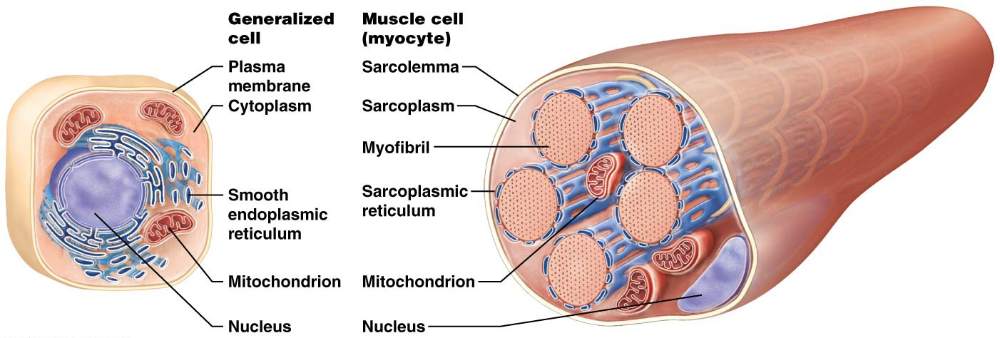 Generalized
cell
Muscle cell
(myocyte)
Plasma
membrane
Sarcolemma
Cytoplasm
Sarcoplasm
Myofibril
Smooth
endoplasmic
reticulum
Sarcoplasmic
reticulum
Mitochondrion
Mitochondrion
Nucleus
Nucleus